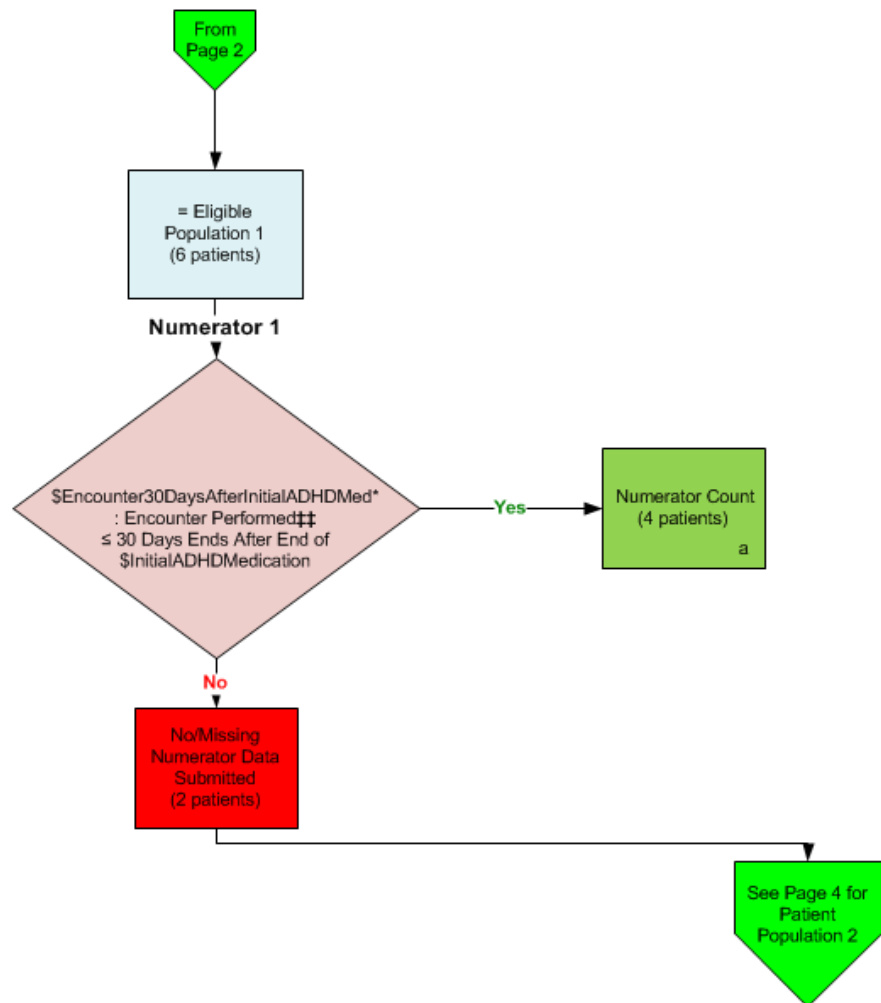 From
Page 2
= Eligible
Population 1
(6 patients)
Numerator 1
$Encounter30DaysAfterInitialADHDMed*
: Encounter Performed‡‡
≤ 30 Days Ends After End of
$InitialADHDMedication
Yes
Numerator Count
(4 patients)
a
No
No/Missing
Numerator Data
Submitted
(2 patients)
See Page 4 for
Patient
Population 2